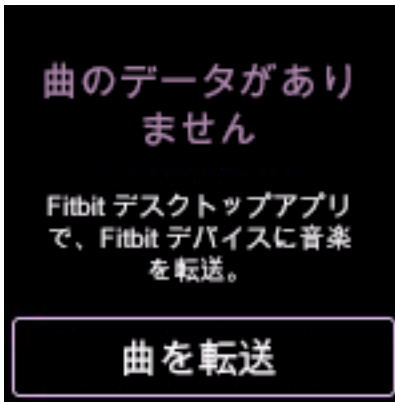 曲のデータがあり
ません
Fitbit デスクトップアプリ
で、Fitbit デバイスに音楽
を転送。
曲を転送